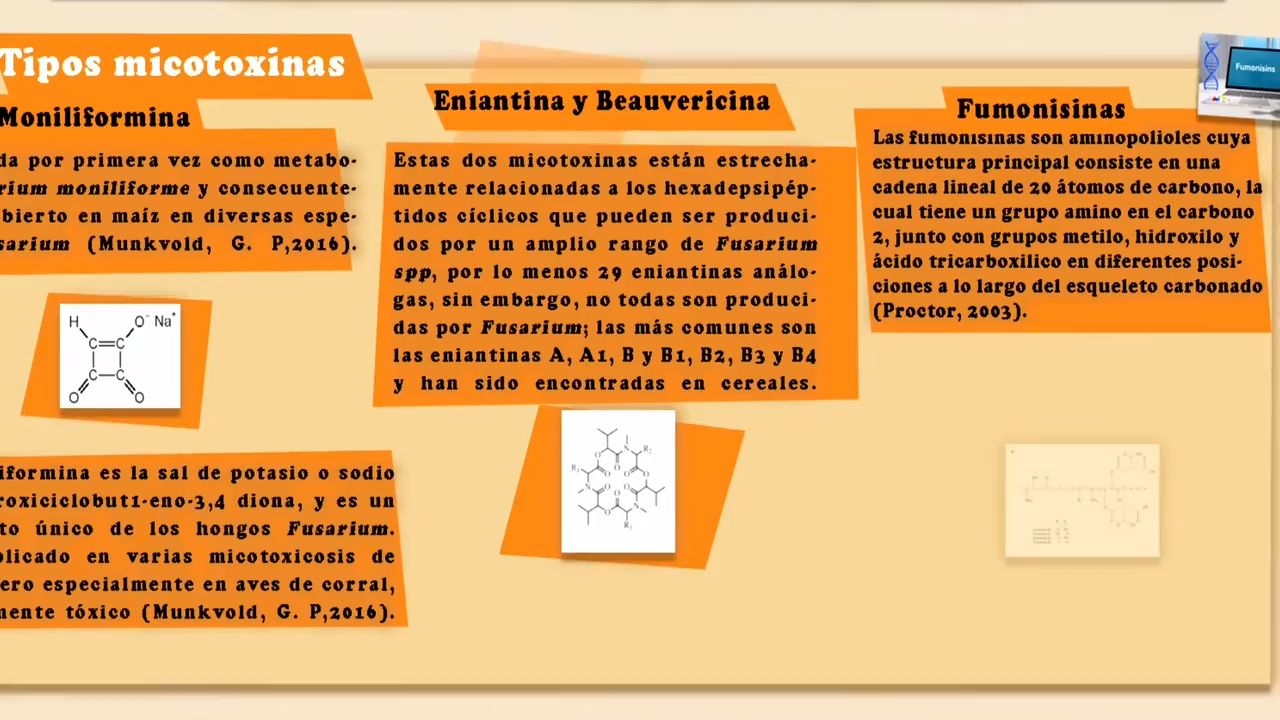 Tipos micotoxinas
Moniliformina
da por primera vez como metabo-
rium moniliforme y consecuente-
bierto en maíz en diversas espe-
sarium (Munkvold, G. P,2016).
H
O⁻ Na⁺
C
C
C
C
O
O
iformina es la sal de potasio o sodio
roxiciclobut1-eno-3,4 diona, y es un
to único de los hongos Fusarium.
plicado en varias micotoxicosis de
ero especialmente en aves de corral,
mente tóxico (Munkvold, G. P,2016).
Eniantina y Beauvericina
Estas dos micotoxinas están estrecha-
mente relacionadas a los hexadepsipép-
tidos cíclicos que pueden ser produci-
dos por un amplio rango de Fusarium
spp, por lo menos 29 eniantinas análo-
gas, sin embargo, no todas son produci-
das por Fusarium; las más comunes son
las eniantinas A, A1, B y B1, B2, B3 y B4
y han sido encontradas en cereales.
Fumonisinas
Las fumonisinas son aminopolioles cuya
estructura principal consiste en una
cadena lineal de 20 átomos de carbono, la
cual tiene un grupo amino en el carbono
2, junto con grupos metilo, hidroxilo y
ácido tricarboxilico en diferentes posi-
ciones a lo largo del esqueleto carbonado
(Proctor, 2003).
Fumonisins